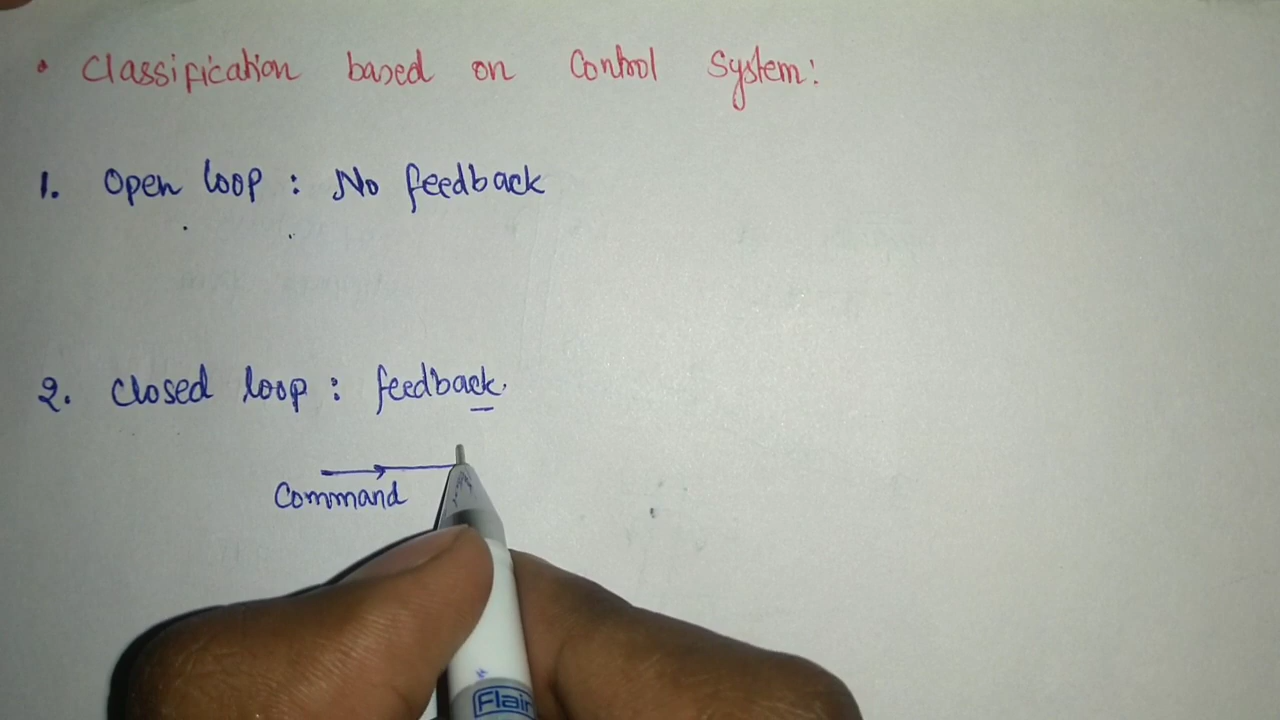 • Classification based on Control System:
1. Open loop : No feedback
2. Closed loop : feedback.
Command
Flair